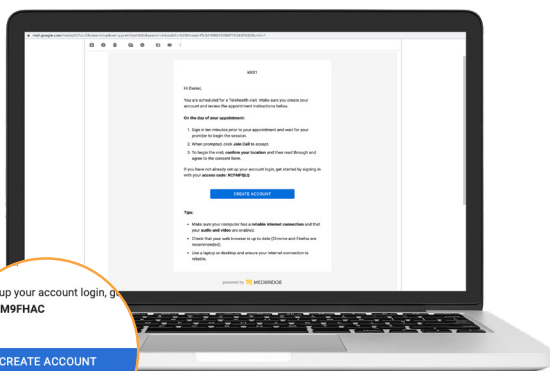 KR01
Hi Daniel,
You are scheduled for a Telehealth visit. Make sure you create your
account and review the appointment instructions below.
On the day of your appointment:
1. Sign in ten minutes prior to your appointment and wait for your
provider to begin the session.
2. When prompted, click Join Call to accept.
3. To begin the visit, confirm your location and then read through and
agree to the consent form.
If you have not already set up your account login, get started by signing in
with your access code:
CREATE ACCOUNT
Tips:
• Make sure your computer has a reliable internet connection and that
your audio and video are enabled.
• Check that your web browser is up to date (Chrome and Firefox are
recommended).
• Use a laptop or desktop and ensure your internet connection is
reliable.
powered by MEDBRIDGE
up your account login, g
M9FHAC
CREATE ACCOUNT